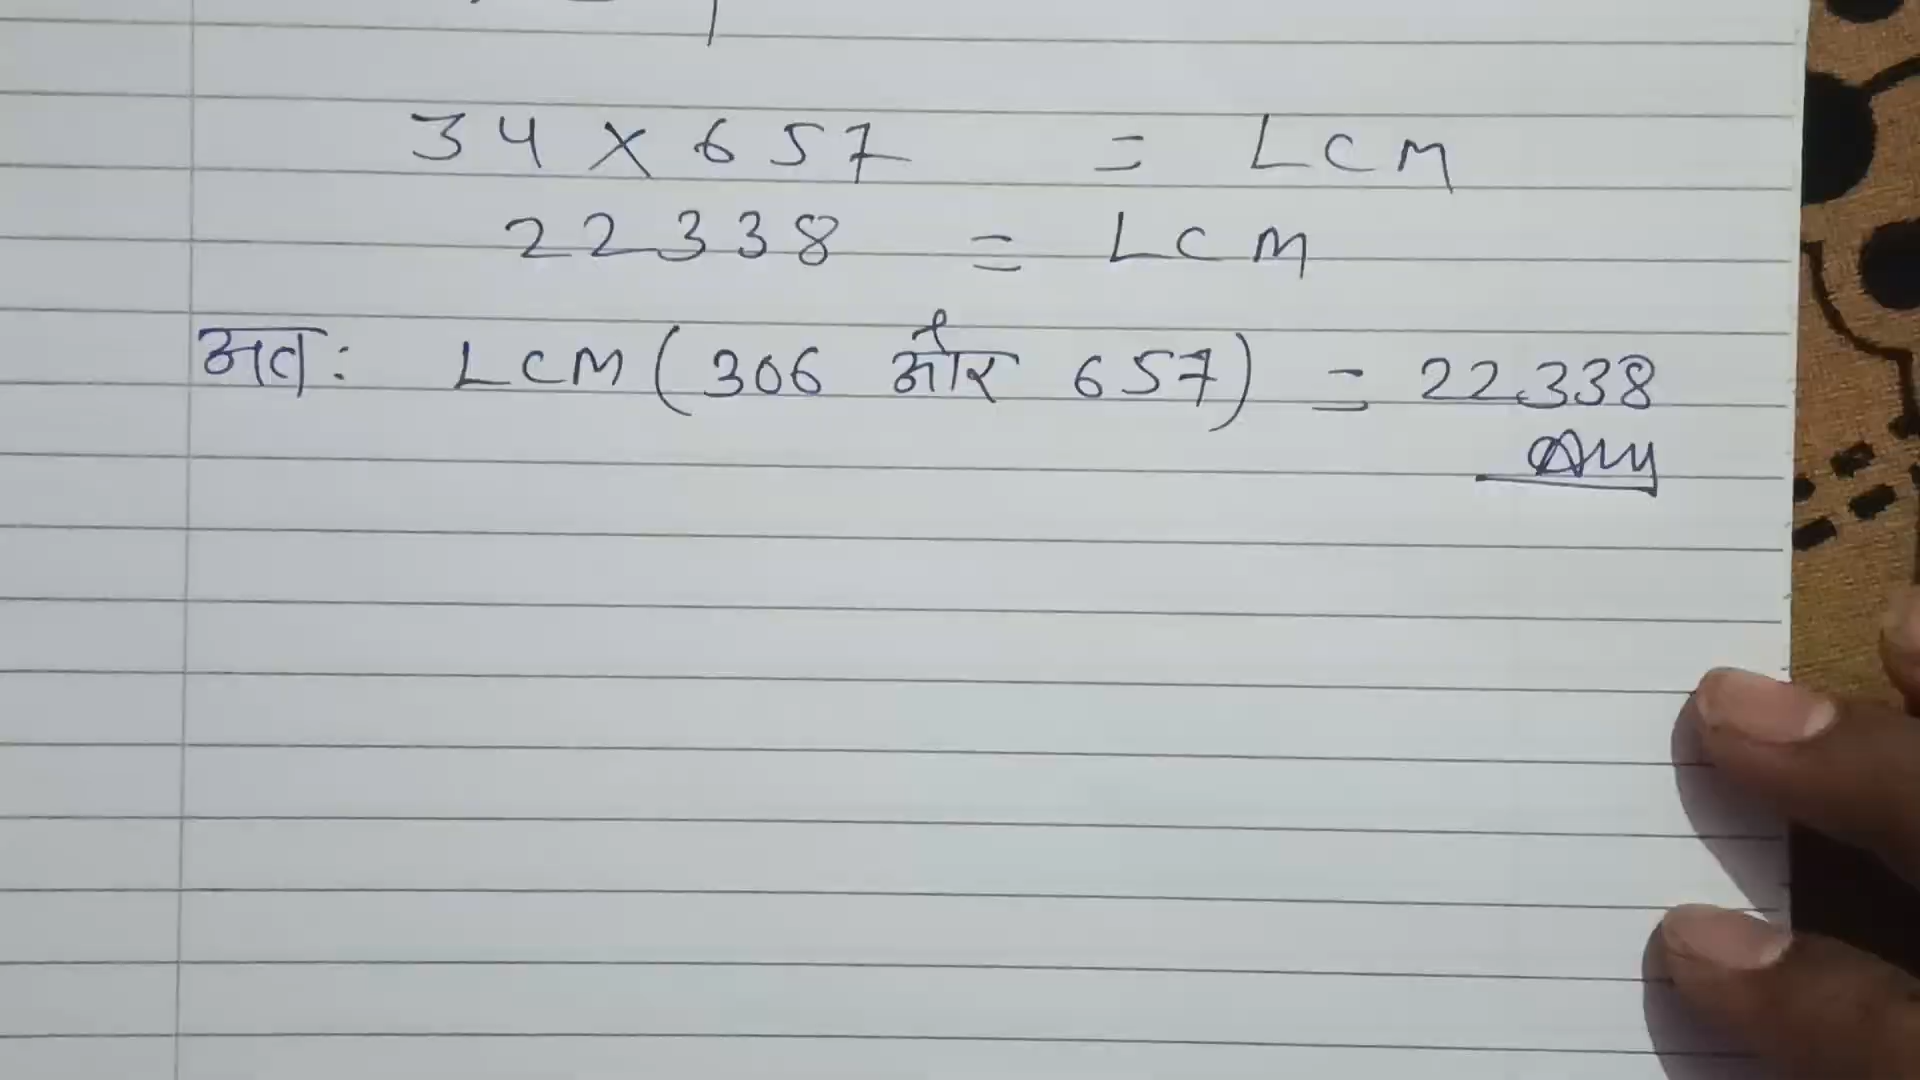 34 × 657 = LCM
22338 = LCM
अतः LCM (306 और 657) = 22338
Ans